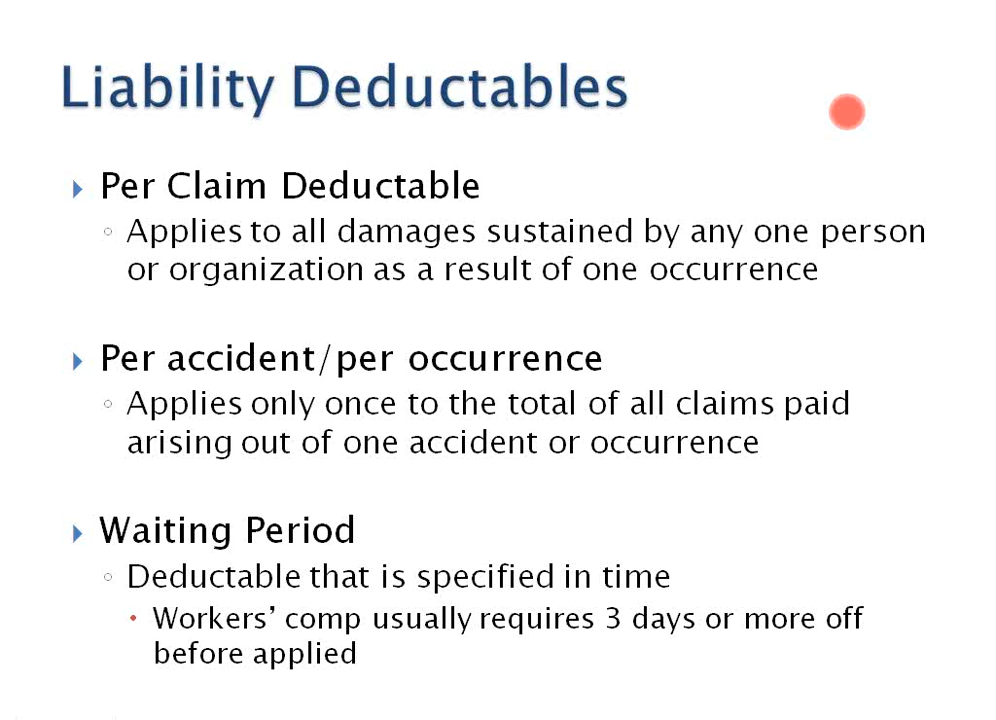 Liability Deductables
Per Claim Deductable
Applies to all damages sustained by any one person
or organization as a result of one occurrence
Per accident/per occurrence
Applies only once to the total of all claims paid
arising out of one accident or occurrence
Waiting Period
Deductable that is specified in time
Workers’ comp usually requires 3 days or more off
before applied